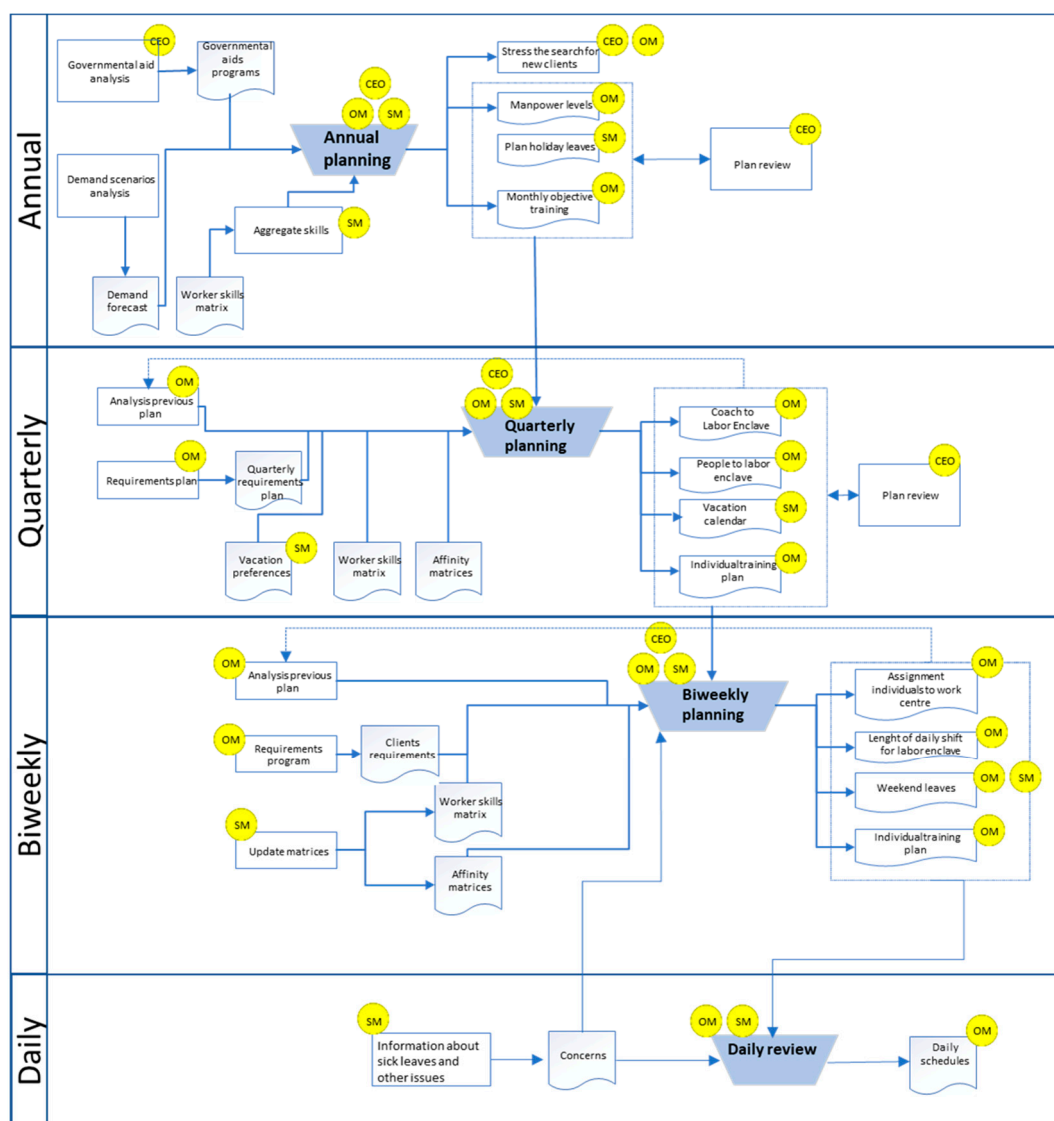 Annual
CEO
Governmental aid
analysis
Governmental
aids
programs
Demand scenarios
analysis
Demand
forecast
Worker skills
matrix
Aggregate skills
SM
CEO
OM
SM
Annual
planning
Stress the search for
new clients
CEO
OM
Manpower levels
OM
Plan holiday leaves
SM
Monthly objective
training
OM
Plan review
CEO
Quarterly
Analysis previous
plan
OM
Requirements plan
OM
Quarterly
requirements
plan
Vacation
preferences
SM
Worker skills
matrix
Affinity
matrices
CEO
OM
SM
Quarterly
planning
Coach to
Labor Enclave
OM
People to labor
enclave
OM
Vacation
calendar
SM
Individual training
plan
OM
Plan review
CEO
Biweekly
OM
Analysis previous
plan
OM
Requirements
program
Clients
requirements
SM
Update matrices
Worker skills
matrix
Affinity
matrices
CEO
OM
SM
Biweekly
planning
Assignment
individuals to work
centre
OM
Lenght of daily shift
for labor enclave
OM
Weekend leaves
OM
SM
Individual training
plan
OM
Daily
SM
Information about
sick leaves and
other issues
Concerns
OM
SM
Daily review
Daily
schedules
OM